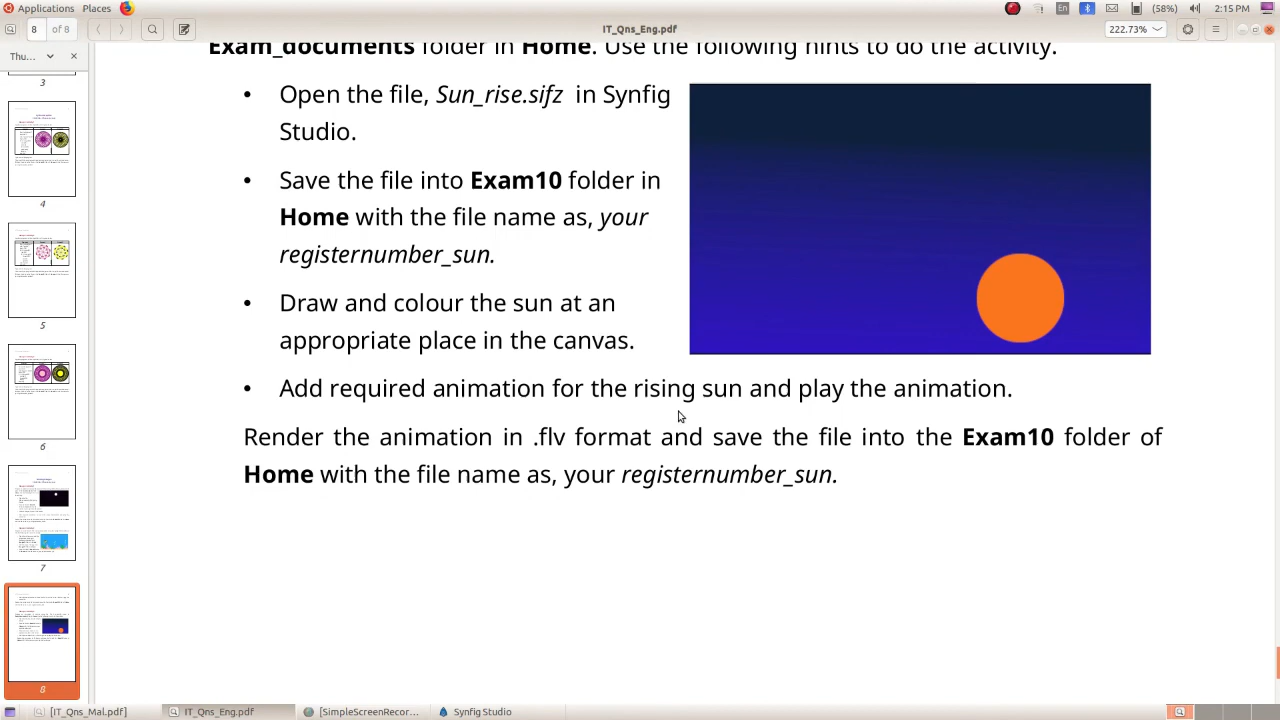 Applications Places En (58%) 2:15 PM
8 of 8 IT_Qns_Eng.pdf 222.73%
Thu...
3
4
5
6
7
8
Exam_documents folder in Home. Use the following hints to do the activity.
• Open the file, Sun_rise.sifz in Synfig
Studio.
• Save the file into Exam10 folder in
Home with the file name as, your
registernumber_sun.
• Draw and colour the sun at an
appropriate place in the canvas.
• Add required animation for the rising sun and play the animation.
Render the animation in .flv format and save the file into the Exam10 folder of
Home with the file name as, your registernumber_sun.
[IT_Qns_Mal.pdf] IT_Qns_Eng.pdf [SimpleScreenRecor... Synfig Studio